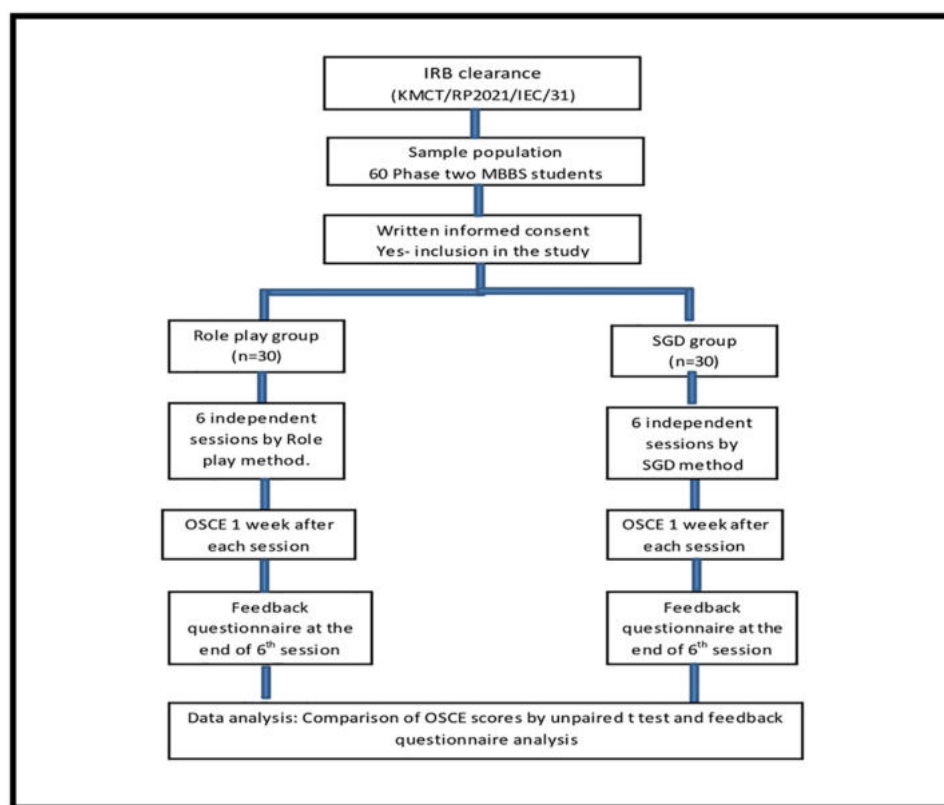 IRB clearance
(KMCT/RP2021/IEC/31)
Sample population
60 Phase two MBBS students
Written informed consent
Yes- inclusion in the study
Role play group
(n=30)
SGD group
(n=30)
6 independent
sessions by Role
play method.
6 independent
sessions by
SGD method
OSCE 1 week after
each session
OSCE 1 week after
each session
Feedback
questionnaire at the
end of 6th session
Feedback
questionnaire at the
end of 6th session
Data analysis: Comparison of OSCE scores by unpaired t test and feedback
questionnaire analysis